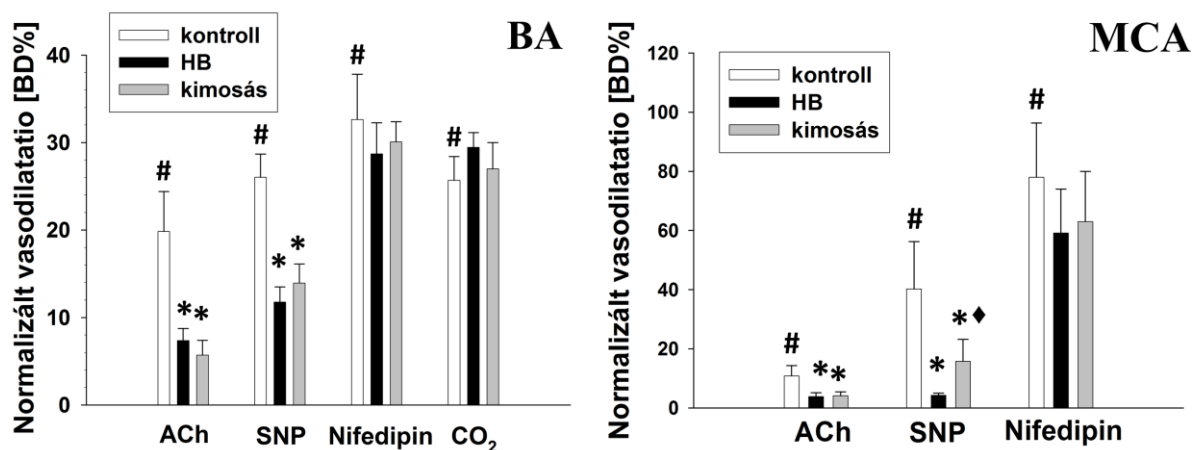 BA
kontroll
HB
kimosás
Normalizált vasodilatatio [BD%]
40
30
20
10
0
#
**
#
**
#
#
ACh SNP Nifedipin CO₂
MCA
kontroll
HB
kimosás
Normalizált vasodilatatio [BD%]
120
100
80
60
40
20
0
#
**
#
* *♦
#
ACh SNP Nifedipin